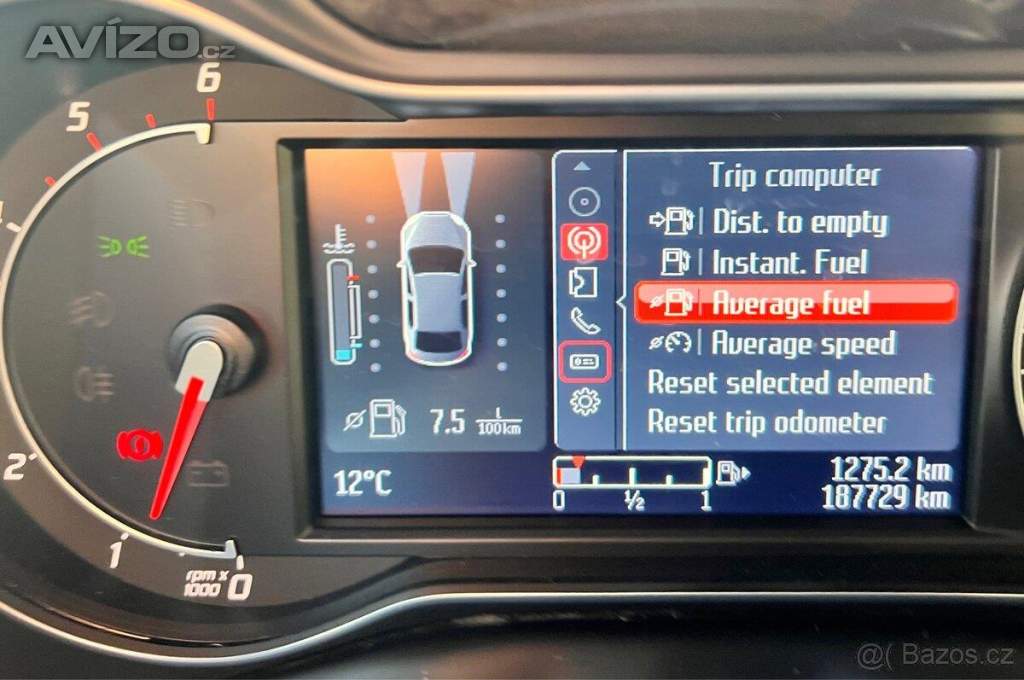 AVÍZO.cz
6
5
4
2
1
rpm x
1000
0
Trip computer
Dist. to empty
Instant. Fuel
Average fuel
Average speed
Reset selected element
Reset trip odometer
7.5 l/100km
12°C
0 ½ 1
1275.2 km
187729 km
@( Bazos.cz